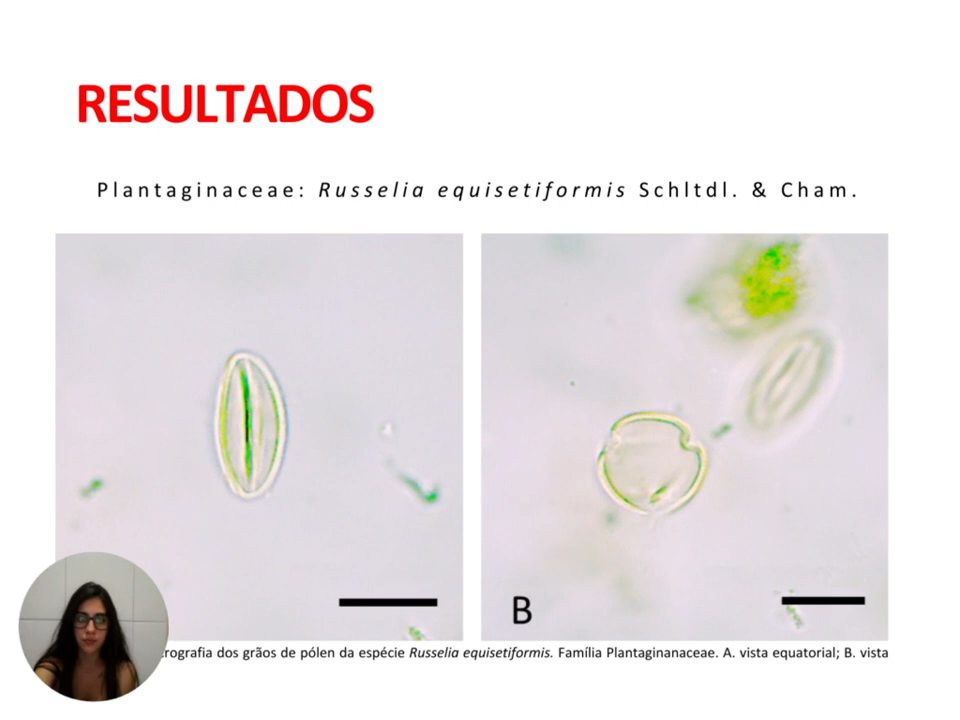 RESULTADOS
Plantaginaceae: Russelia equisetiformis Schltdl. & Cham.
B
dos grãos de pólen da espécie Russelia equisetiformis. Família Plantaginanaceae. A. vista equatorial; B. vista